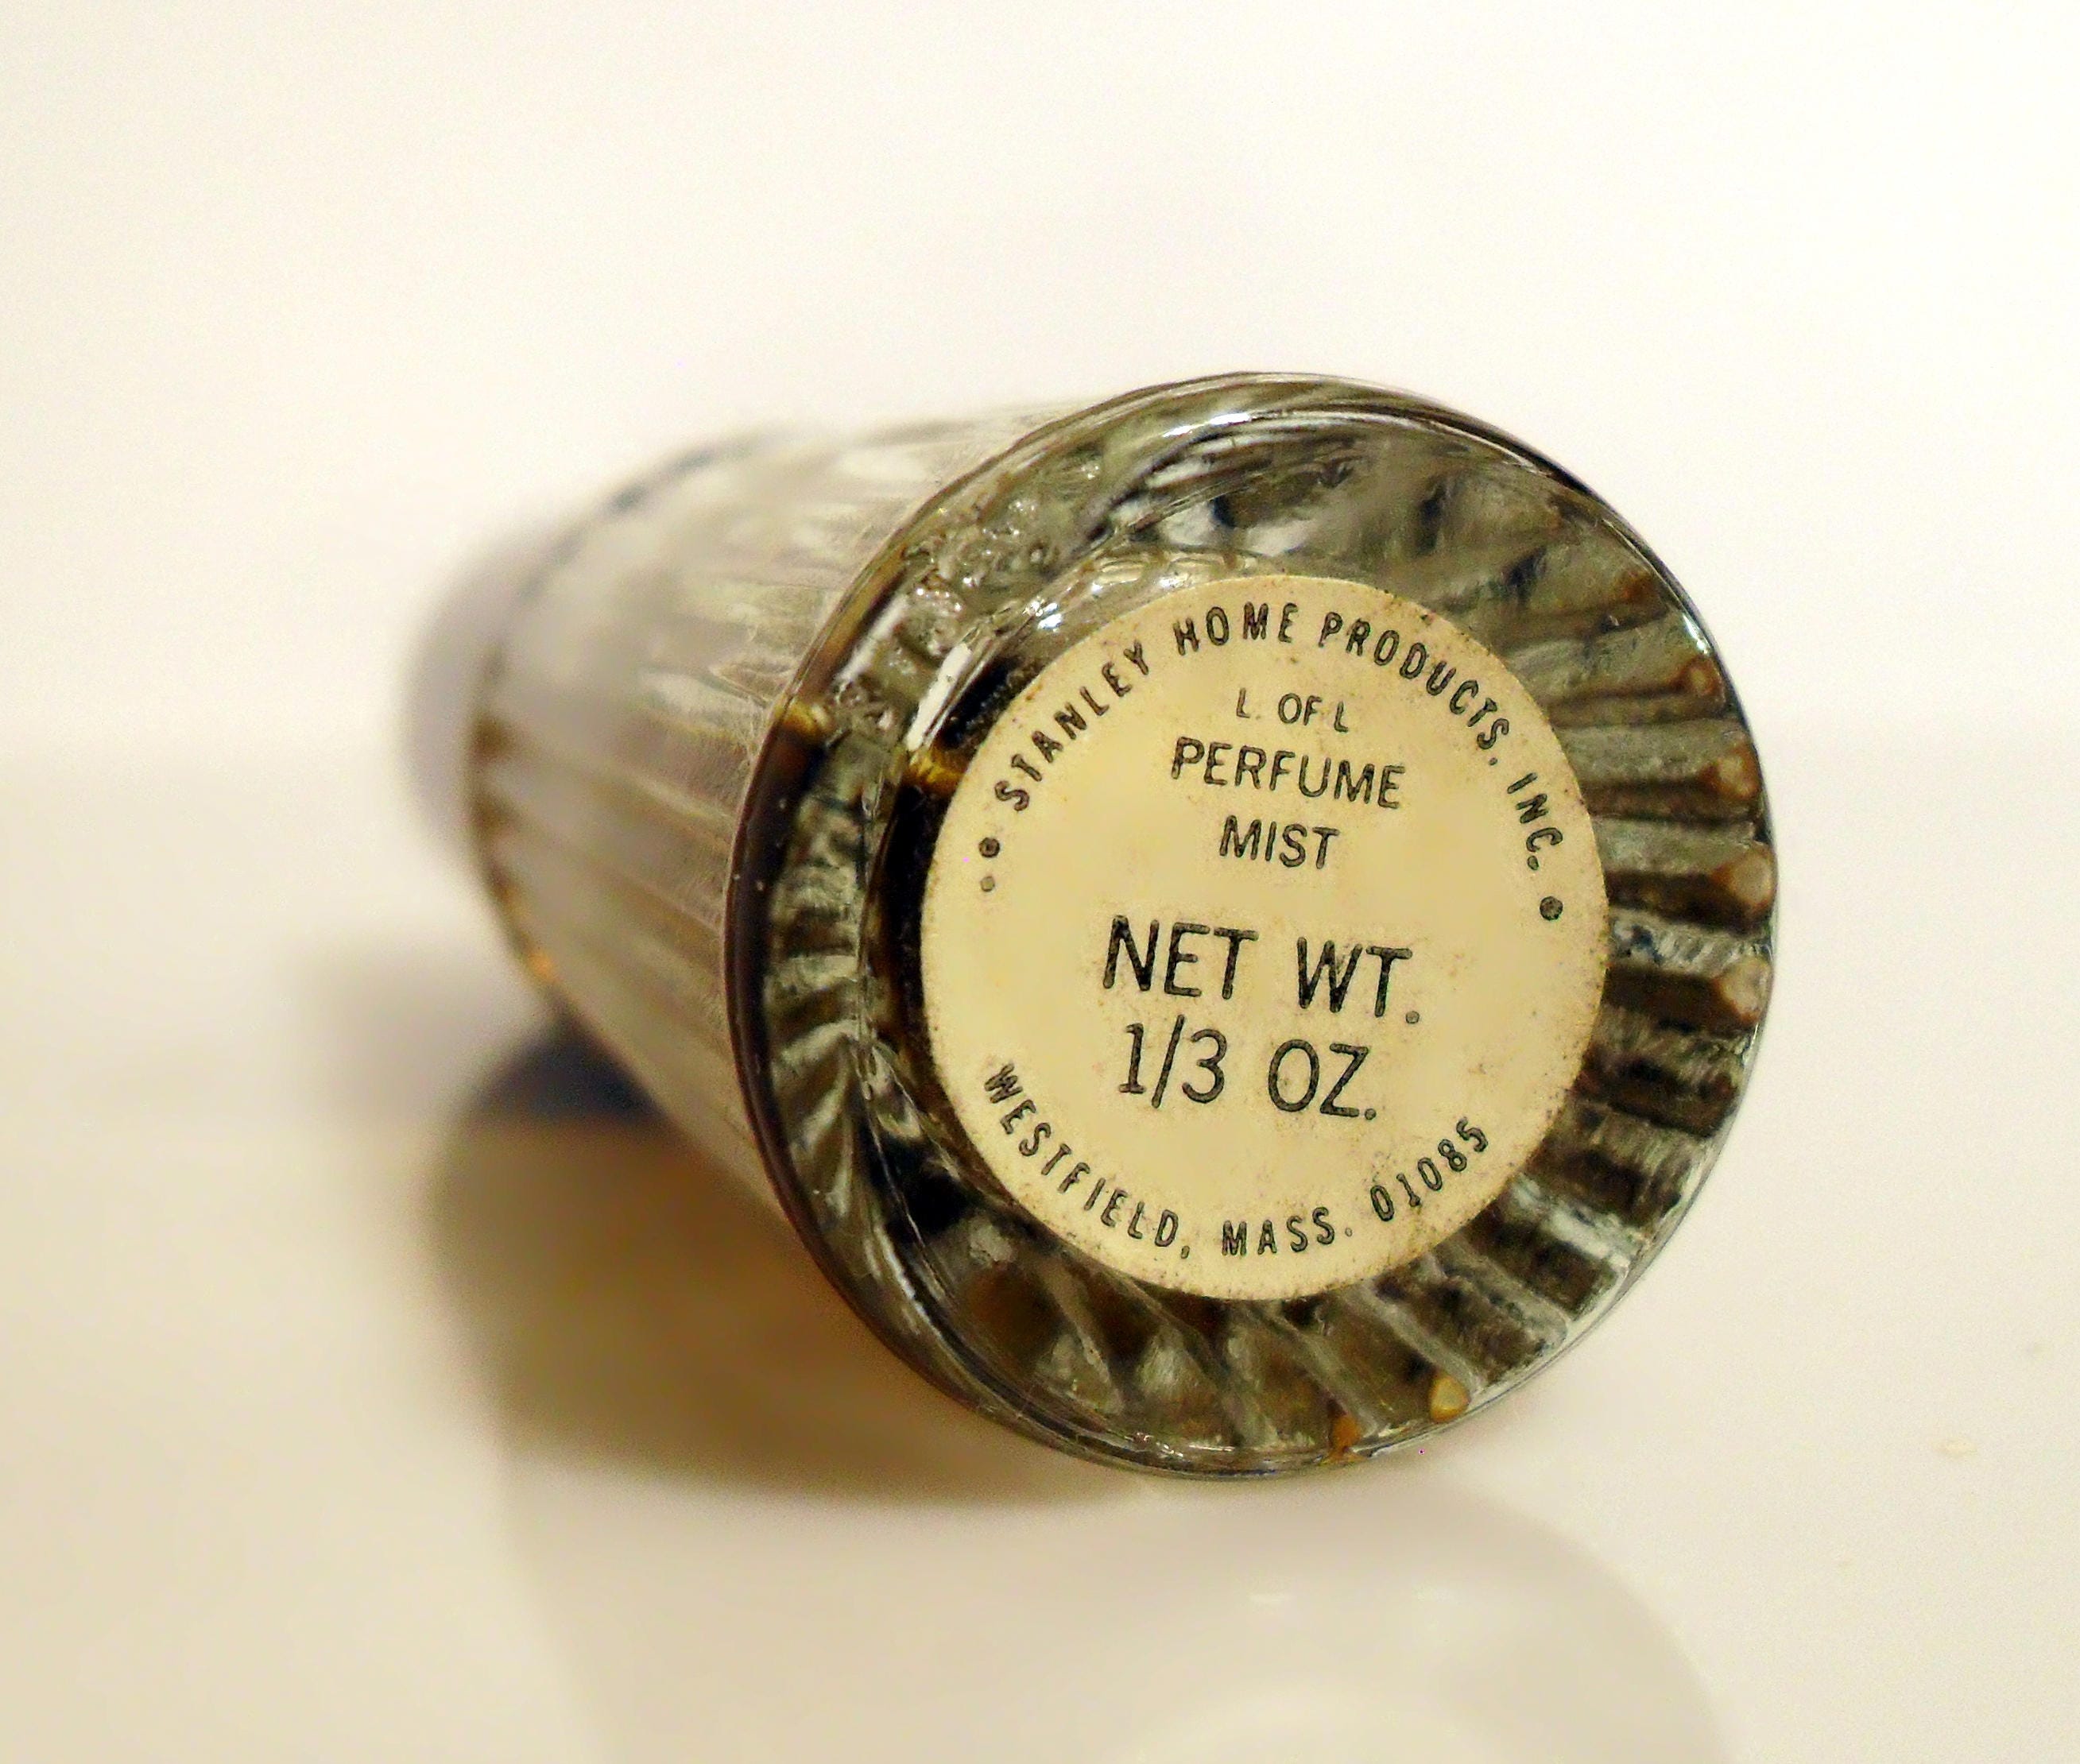 STANLEY HOME PRODUCTS, INC.
L. OF L
PERFUME
MIST
NET WT.
1/3 OZ.
WESTFIELD, MASS. 01085